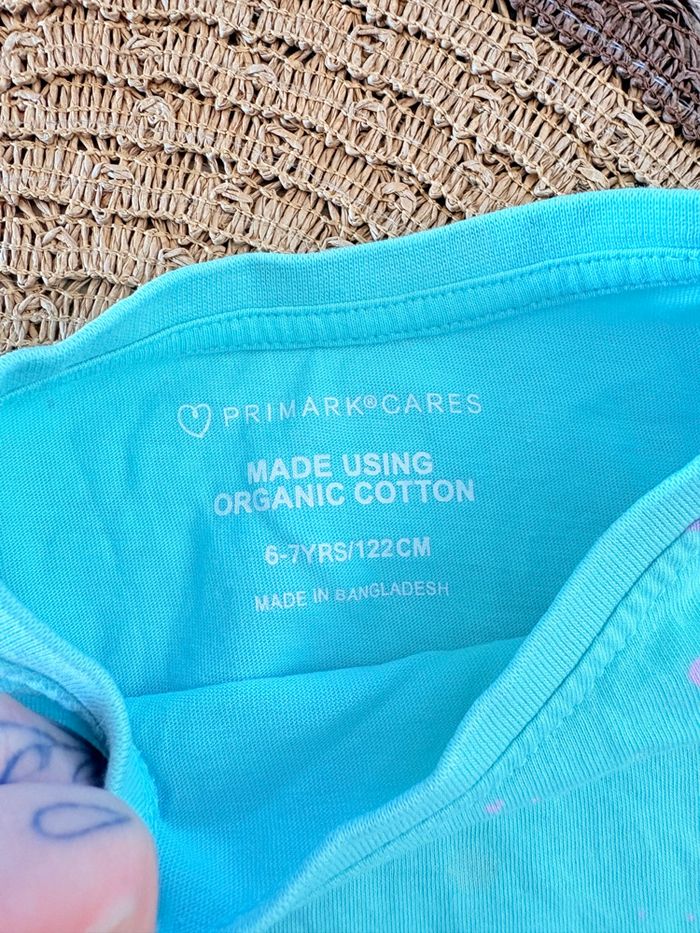 PRIMARK®CARES
MADE USING
ORGANIC COTTON
6-7YRS/122CM
MADE IN BANGLADESH